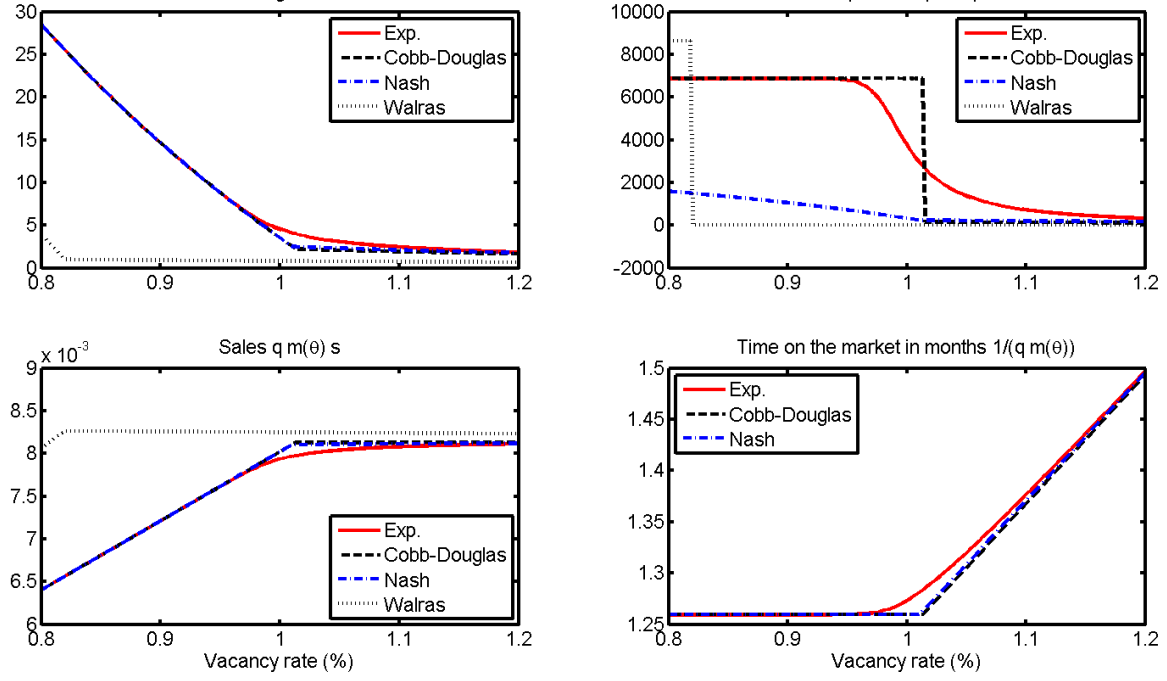 30
25
20
15
10
5
0
0.8 0.9 1 1.1 1.2
Exp.
Cobb-Douglas
Nash
Walras
10000
8000
6000
4000
2000
0
-2000
0.8 0.9 1 1.1 1.2
Exp.
Cobb-Douglas
Nash
Walras
Sales q m(θ) s
x 10-3
9
8.5
8
7.5
7
6.5
6
0.8 0.9 1 1.1 1.2
Vacancy rate (%)
Exp.
Cobb-Douglas
Nash
Walras
Time on the market in months 1/(q m(θ))
1.5
1.45
1.4
1.35
1.3
1.25
0.8 0.9 1 1.1 1.2
Vacancy rate (%)
Exp.
Cobb-Douglas
Nash